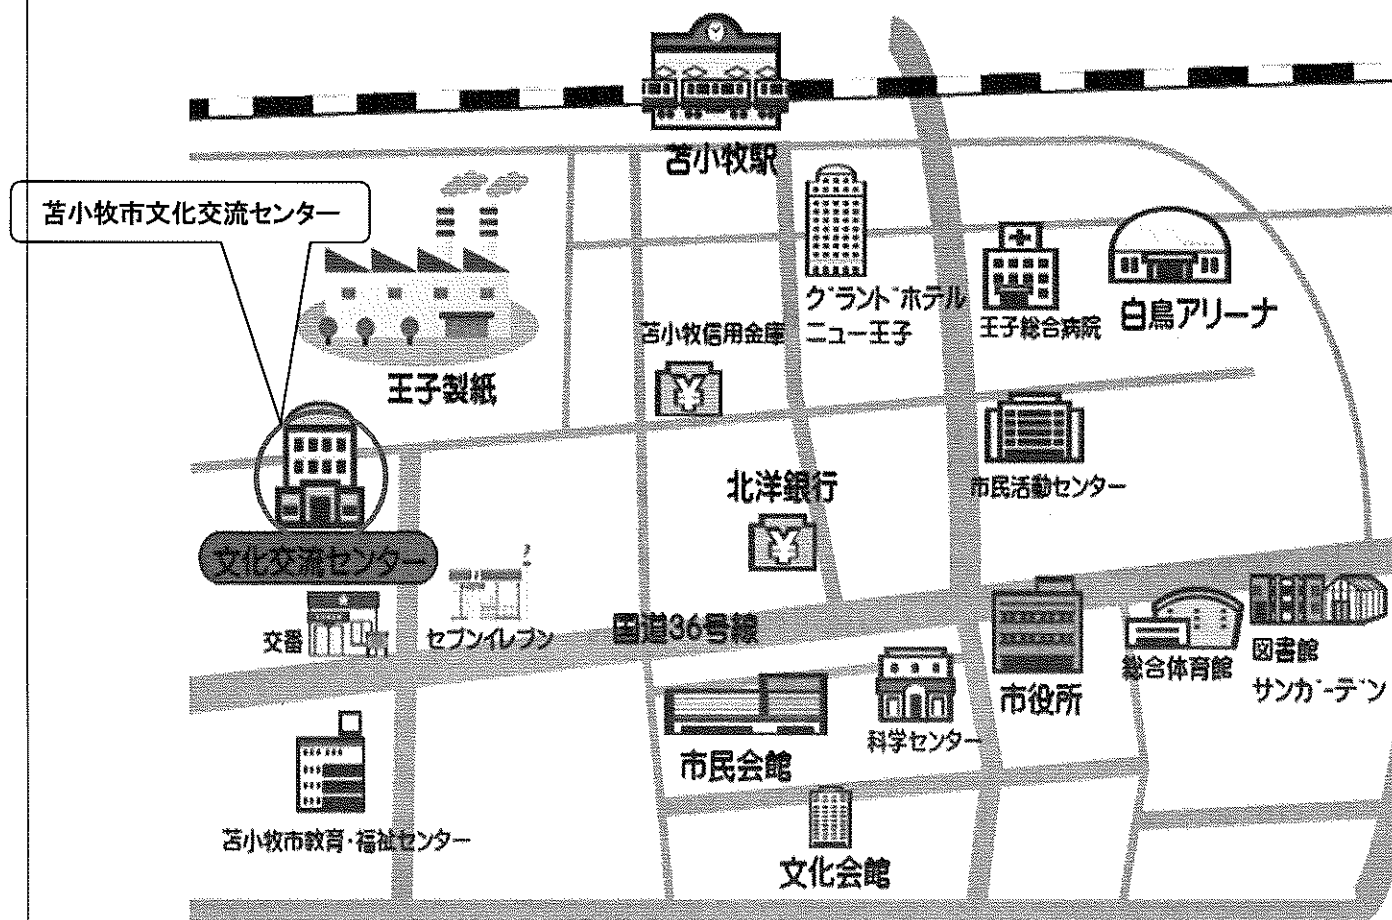 苫小牧駅
苫小牧市文化交流センター
グランドホテル
ニュー王子
王子総合病院
白鳥アリーナ
苫小牧信用金庫
¥
王子製紙
北洋銀行
¥
市民活動センター
文化交流センター
交番
セブンイレブン
国道36号線
市役所
総合体育館
図書館
サンガーデン
科学センター
市民会館
苫小牧市教育・福祉センター
文化会館